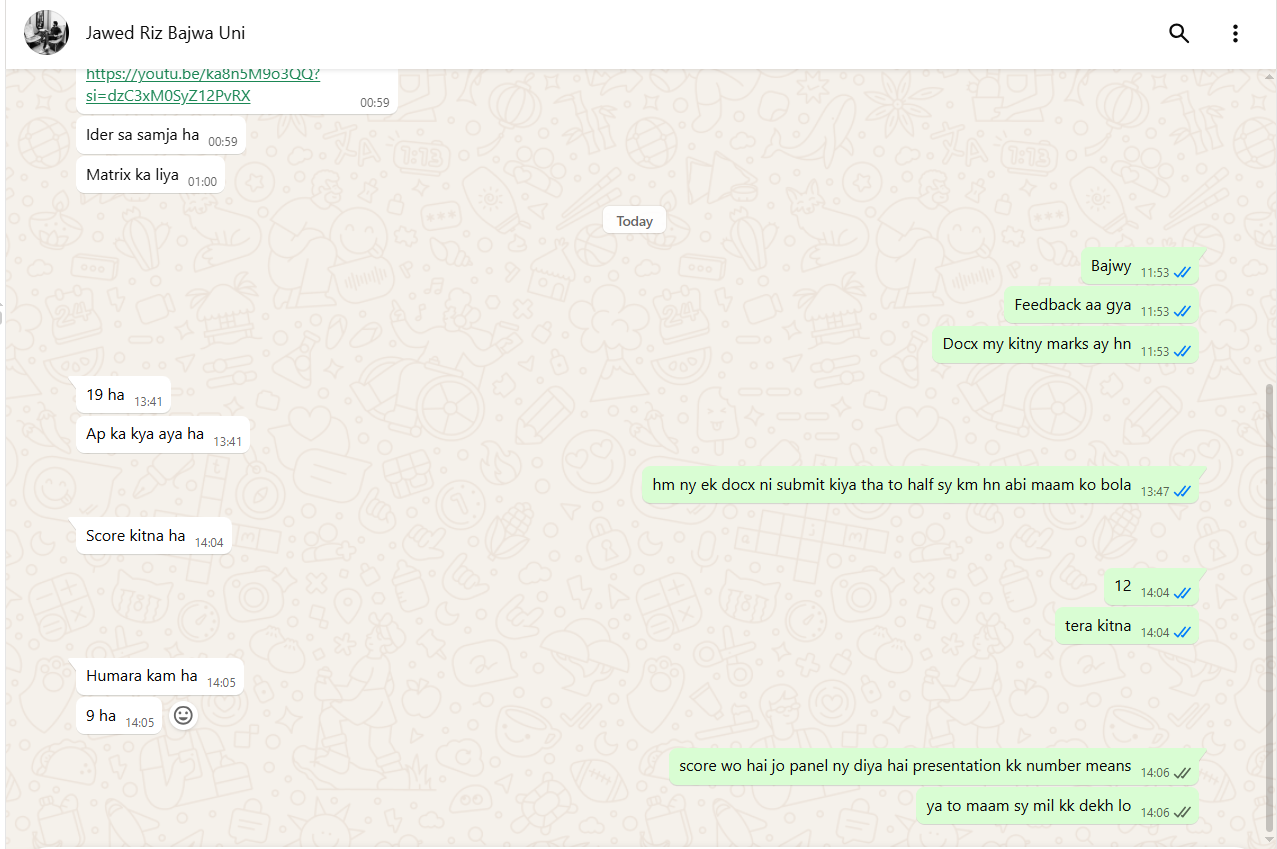 Jawed Riz Bajwa Uni
https://youtu.be/ka8n5M9o3QQ?
si=dzC3xM0SyZ12PvRX 00:59
Ider sa samja ha 00:59
Matrix ka liya 01:00
Today
Bajwy 11:53
Feedback aa gya 11:53
Docx my kitny marks ay hn 11:53
19 ha 13:41
Ap ka kya aya ha 13:41
hm ny ek docx ni submit kiya tha to half sy km hn abi maam ko bola 13:47
Score kitna ha 14:04
12 14:04
tera kitna 14:04
Humara kam ha 14:05
9 ha 14:05
score wo hai jo panel ny diya hai presentation kk number means 14:06
ya to maam sy mil kk dekh lo 14:06